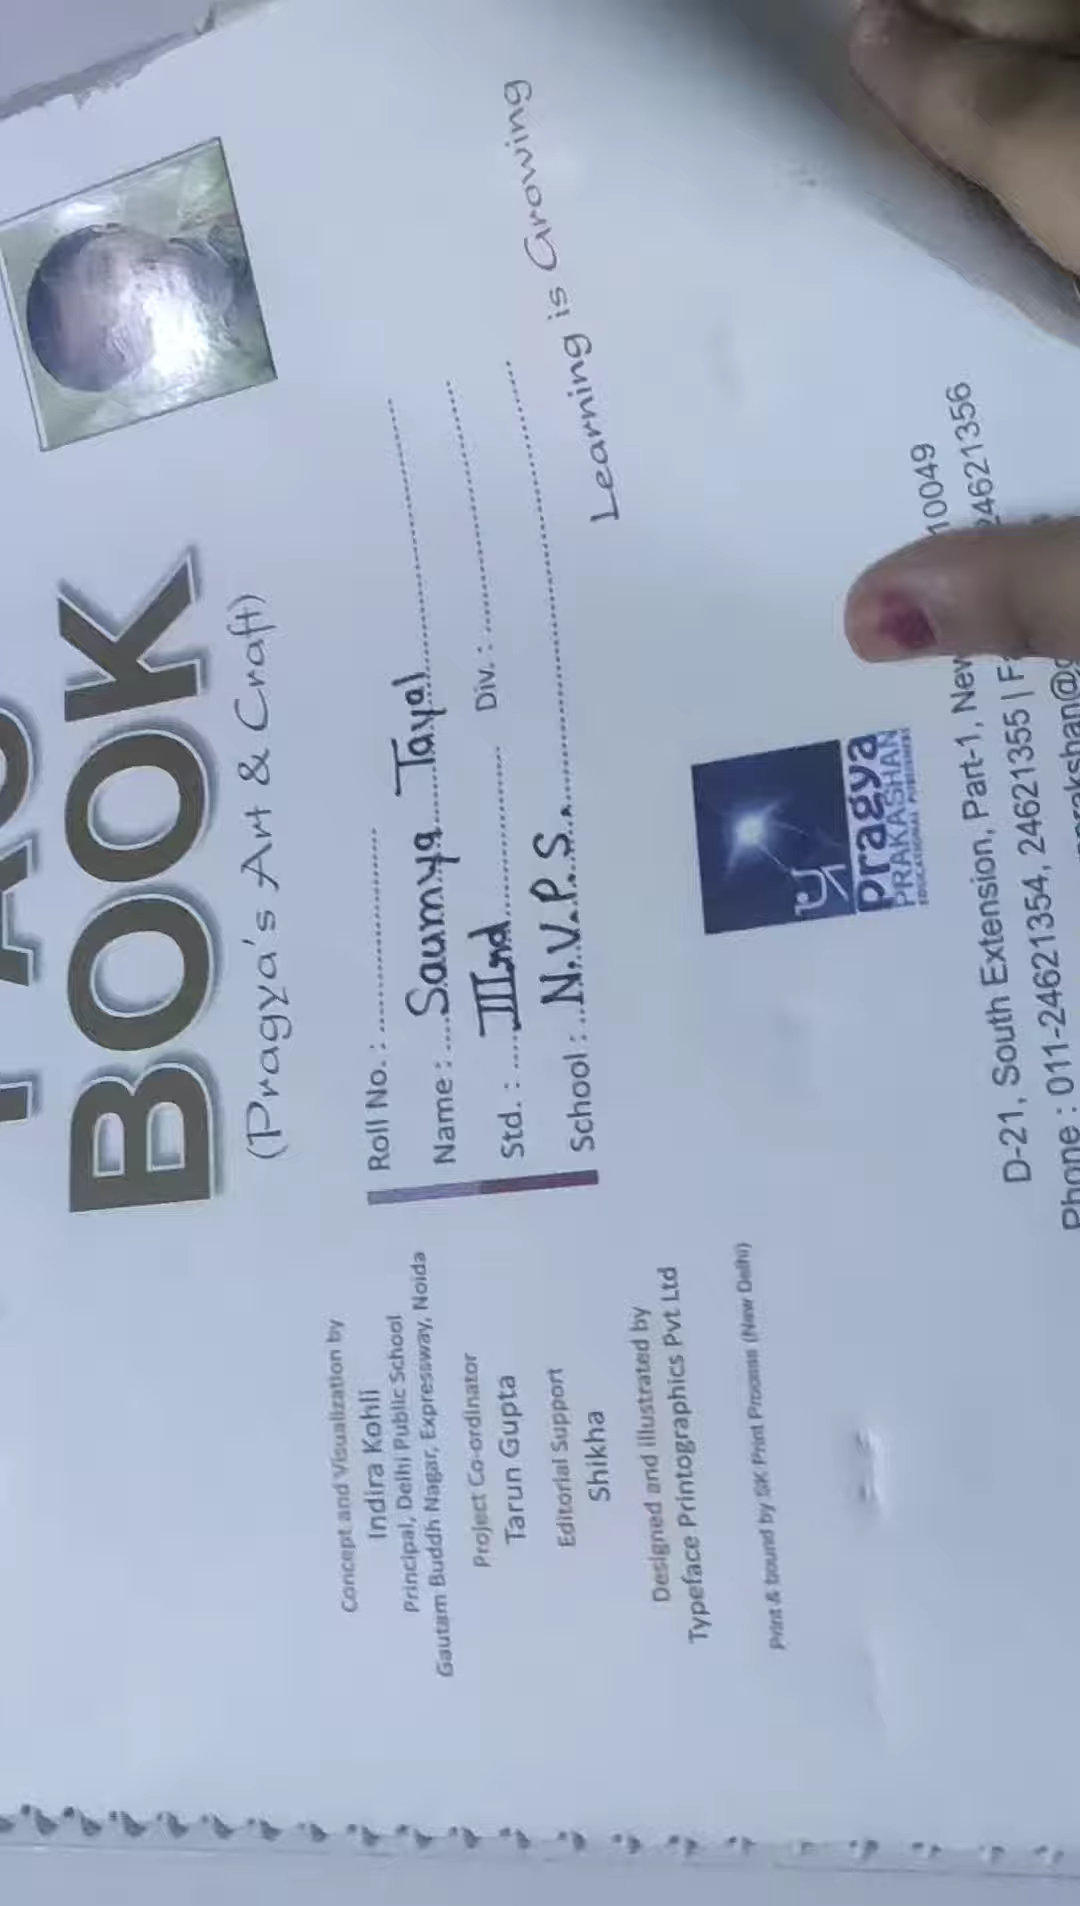 BOOK
(Pragya's Art & Craft)
Roll No. :
Name : Saumya Tayal
Std. : IIInd Div. :
School : N.V.P.S.
Learning is Growing
Concept and Visualization by
Indira Kohli
Principal, Delhi Public School
Gautam Buddh Nagar, Expressway, Noida
Project Co-ordinator
Tarun Gupta
Editorial Support
Shikha
Designed and illustrated by
Typeface Printographics Pvt Ltd
Print & bound by SK Print Process (New Delhi)
Pragya
PRAKASHAN
EDUCATIONAL PUBLISHERS
D-21, South Extension, Part-1, New 10049
Phone : 011-24621354, 24621355 | F 24621356